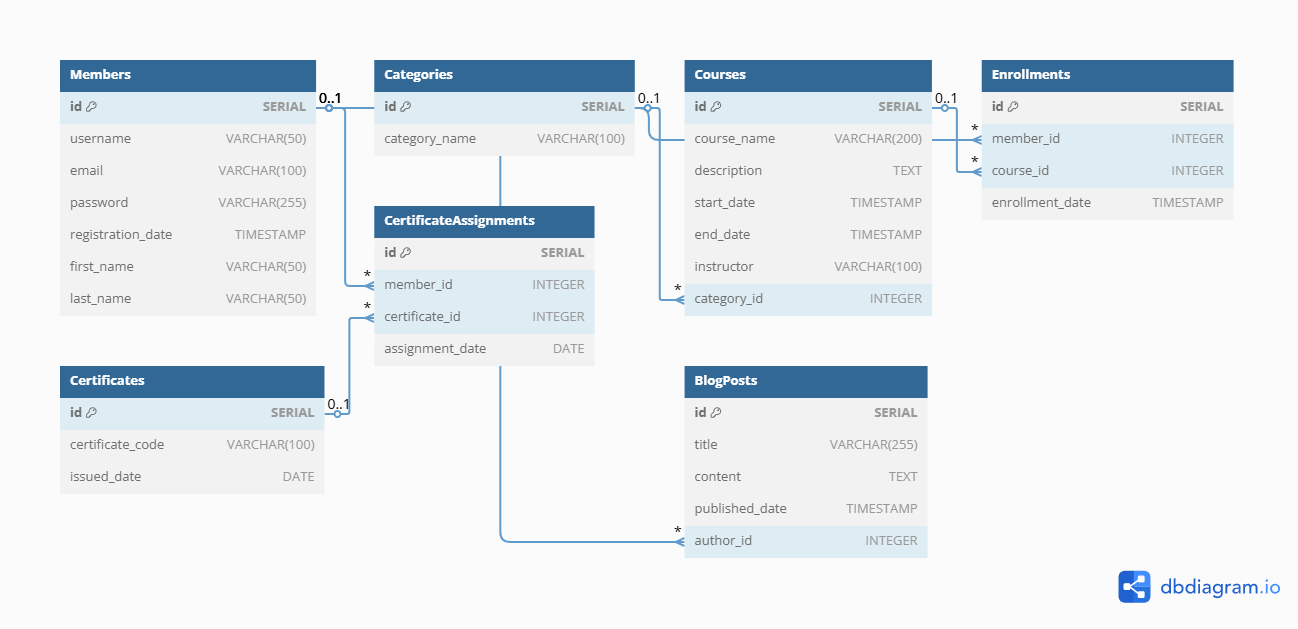 Members
id SERIAL
username VARCHAR(50)
email VARCHAR(100)
password VARCHAR(255)
registration_date TIMESTAMP
first_name VARCHAR(50)
last_name VARCHAR(50)
0..1
Categories
id SERIAL
category_name VARCHAR(100)
0..1
Courses
id SERIAL
course_name VARCHAR(200)
description TEXT
start_date TIMESTAMP
end_date TIMESTAMP
instructor VARCHAR(100)
* category_id INTEGER
0..1
Enrollments
id SERIAL
* member_id INTEGER
* course_id INTEGER
enrollment_date TIMESTAMP
CertificateAssignments
id SERIAL
* member_id INTEGER
* certificate_id INTEGER
assignment_date DATE
Certificates
id SERIAL
certificate_code VARCHAR(100)
issued_date DATE
0..1
BlogPosts
id SERIAL
title VARCHAR(255)
content TEXT
published_date TIMESTAMP
* author_id INTEGER
dbdiagram.io